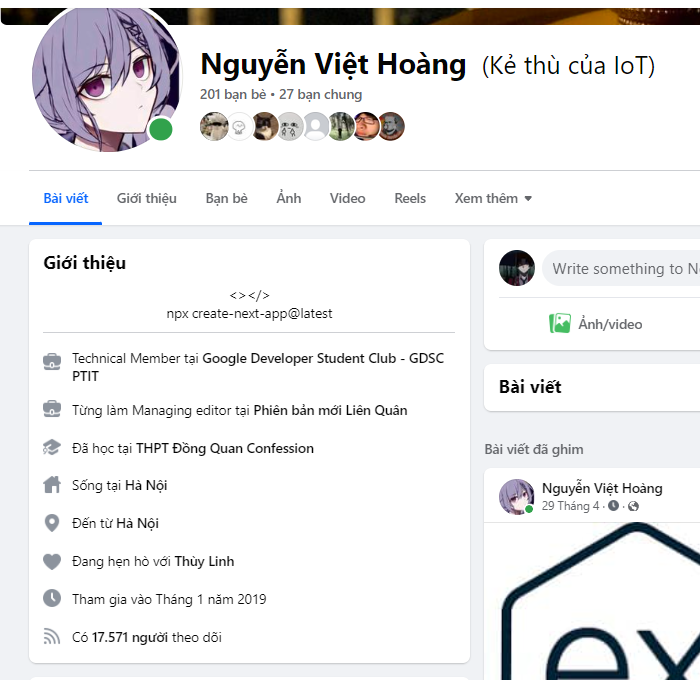 Nguyễn Việt Hoàng (Kẻ thù của IoT)
201 bạn bè • 27 bạn chung
Bài viết
Giới thiệu
Bạn bè
Ảnh
Video
Reels
Xem thêm
Giới thiệu
<></>
npx create-next-app@latest
Technical Member tại Google Developer Student Club - GDSC
PTIT
Từng làm Managing editor tại Phiên bản mới Liên Quân
Đã học tại THPT Đồng Quan Confession
Sống tại Hà Nội
Đến từ Hà Nội
Đang hẹn hò với Thùy Linh
Tham gia vào Tháng 1 năm 2019
Có 17.571 người theo dõi
Write something to N
Ảnh/video
Bài viết
Bài viết đã ghim
Nguyễn Việt Hoàng
29 Tháng 4
ex